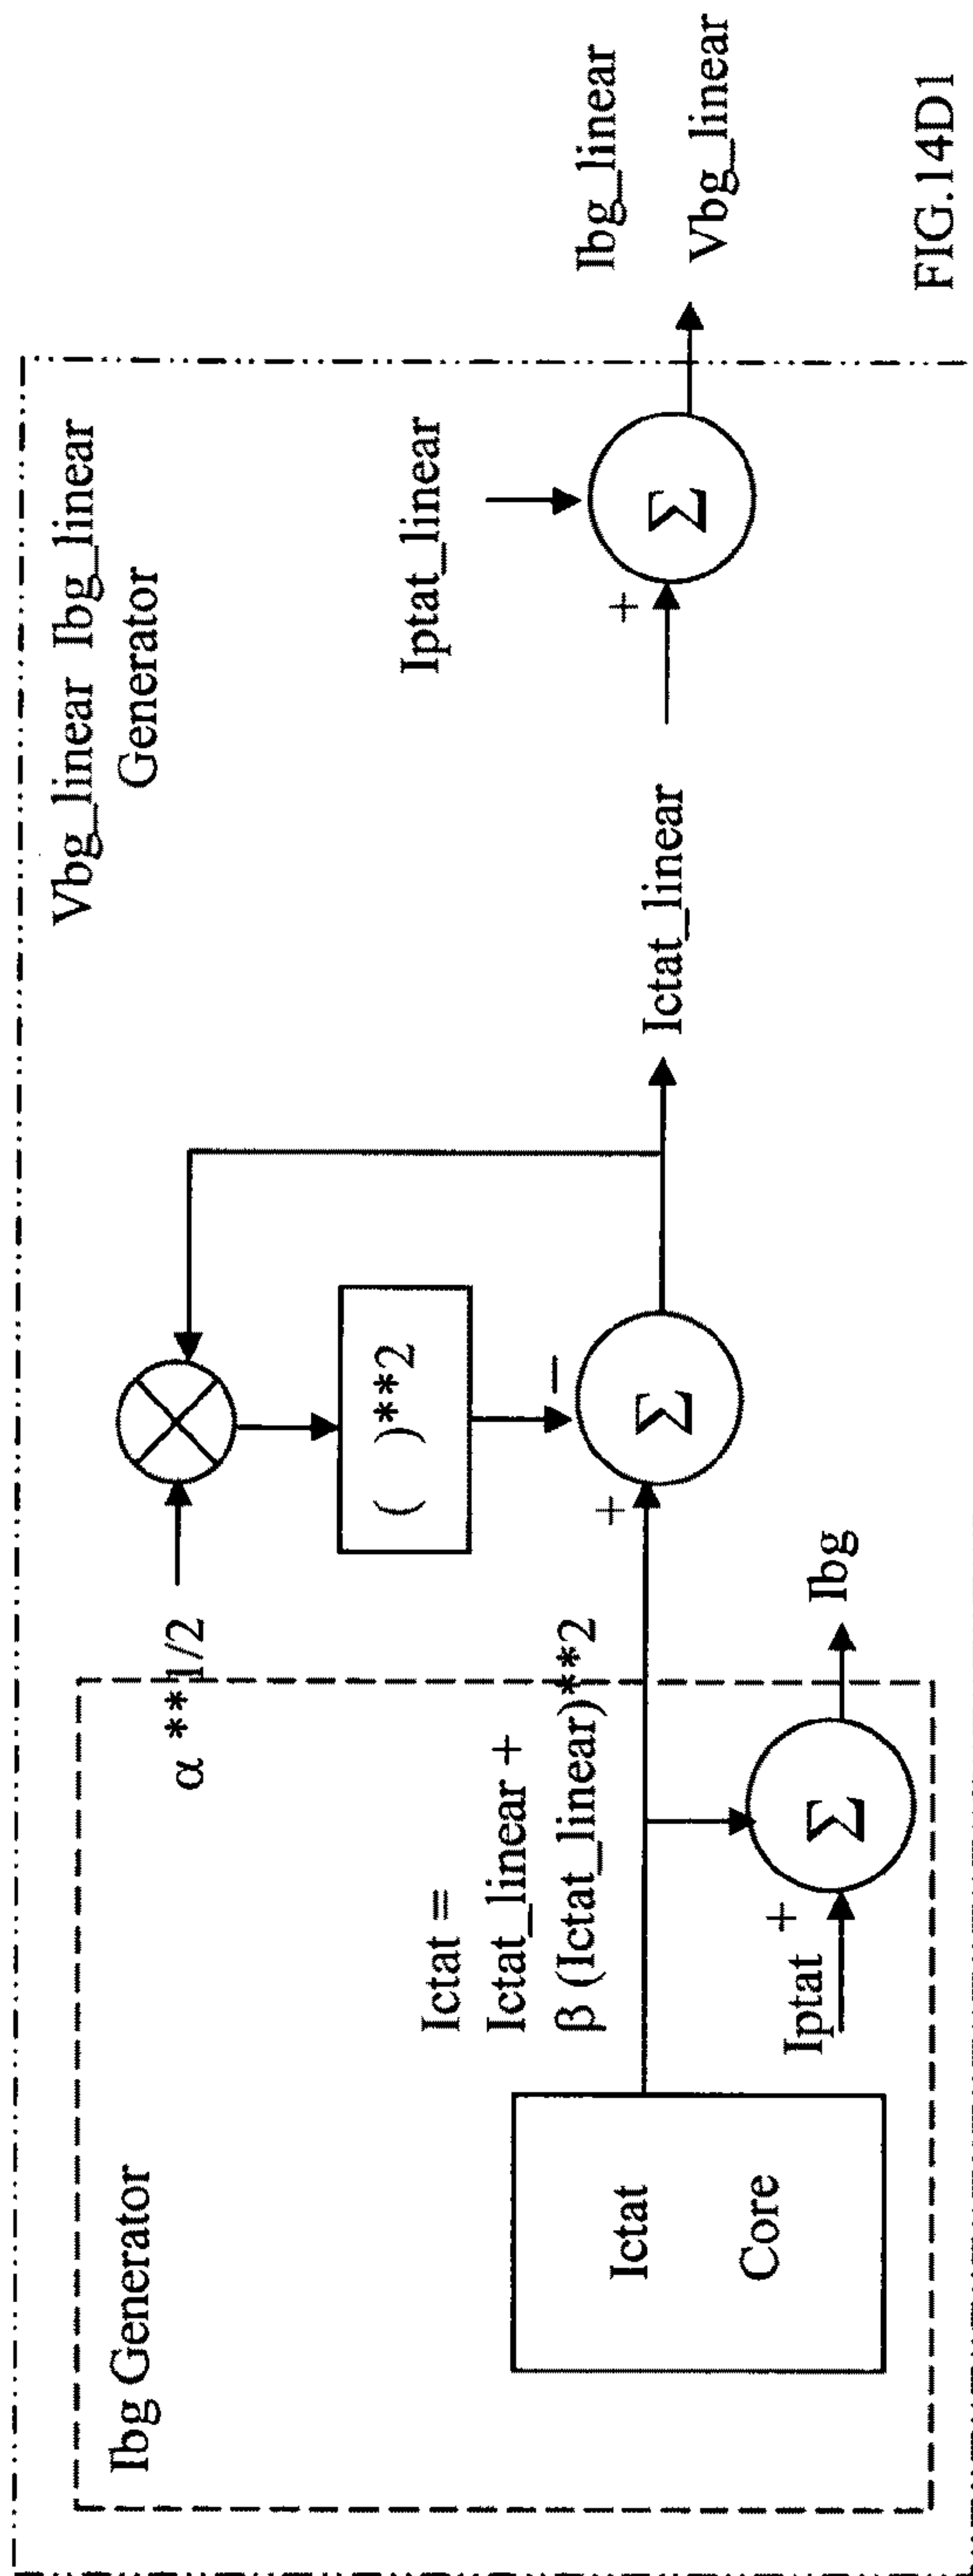 Vbg_linear Ibg_linear
Generator
Ibg Generator
α **1/2
( )**2
Ictat =
Ictat_linear +
β (Ictat_linear)**2
Ictat
Core
Iptat
+
Σ
Ibg
+
−
Σ
Ictat_linear
Iptat_linear
+
Σ
Ibg_linear
Vbg_linear
FIG.14D1